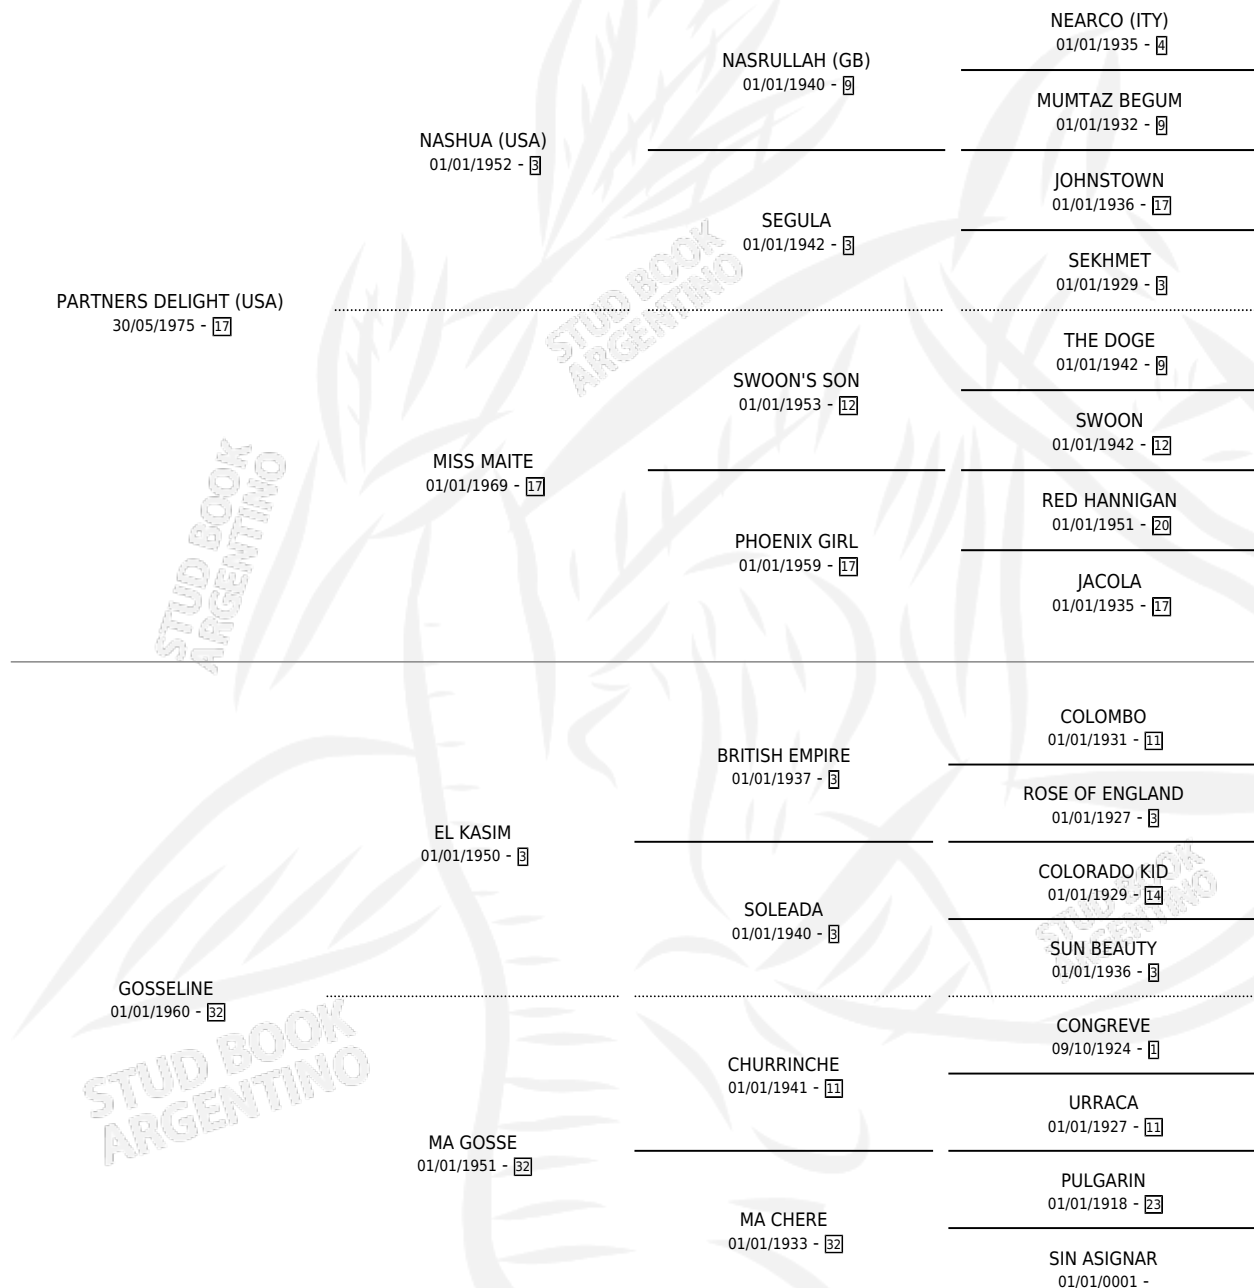 NEARCO (ITY)
01/01/1935 - 4
NASRULLAH (GB)
01/01/1940 - 9
MUMTAZ BEGUM
01/01/1932 - 9
NASHUA (USA)
01/01/1952 - 3
JOHNSTOWN
01/01/1936 - 17
SEGULA
01/01/1942 - 3
SEKHMET
01/01/1929 - 3
PARTNERS DELIGHT (USA)
30/05/1975 - 17
THE DOGE
01/01/1942 - 9
SWOON'S SON
01/01/1953 - 12
SWOON
01/01/1942 - 12
MISS MAITE
01/01/1969 - 17
RED HANNIGAN
01/01/1951 - 20
PHOENIX GIRL
01/01/1959 - 17
JACOLA
01/01/1935 - 17
STUD BOOK
ARGENTINO
STUD BOOK
ARGENTINO
COLOMBO
01/01/1931 - 11
BRITISH EMPIRE
01/01/1937 - 3
ROSE OF ENGLAND
01/01/1927 - 3
EL KASIM
01/01/1950 - 3
COLORADO KID
01/01/1929 - 14
SOLEADA
01/01/1940 - 3
SUN BEAUTY
01/01/1936 - 3
STUD BOOK
ARGENTINO
GOSSELINE
01/01/1960 - 32
CONGREVE
09/10/1924 - 1
CHURRINCHE
01/01/1941 - 11
URRACA
01/01/1927 - 11
STUD BOOK
ARGENTINO
MA GOSSE
01/01/1951 - 32
PULGARIN
01/01/1918 - 23
MA CHERE
01/01/1933 - 32
SIN ASIGNAR
01/01/0001 -